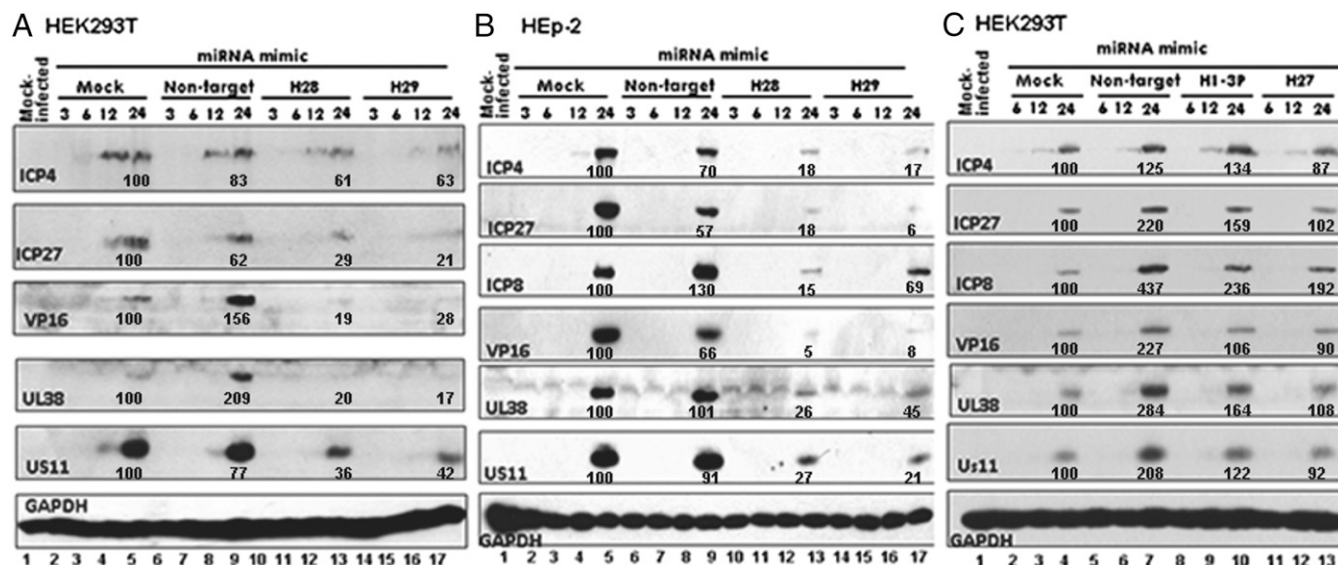 A HEK293T
miRNA mimic
Mock-infected Mock Non-target H28 H29
3 6 12 24 3 6 12 24 3 6 12 24 3 6 12 24
ICP4 100 83 61 63
ICP27 100 62 29 21
VP16 100 156 19 28
UL38 100 209 20 17
US11 100 77 36 42
GAPDH
1 2 3 4 5 6 7 8 9 10 11 12 13 14 15 16 17
B HEp-2
miRNA mimic
Mock-infected Mock Non-target H28 H29
3 6 12 24 3 6 12 24 3 6 12 24 3 6 12 24
ICP4 100 70 18 17
ICP27 100 57 18 6
ICP8 100 130 15 69
VP16 100 66 5 8
UL38 100 101 26 45
US11 100 91 27 21
GAPDH
1 2 3 4 5 6 7 8 9 10 11 12 13 14 15 16 17
C HEK293T
miRNA mimic
Mock-infected Mock Non-target H1-3P H27
6 12 24 6 12 24 6 12 24 6 12 24
ICP4 100 125 134 87
ICP27 100 220 159 102
ICP8 100 437 236 192
VP16 100 227 106 90
UL38 100 284 164 108
Us11 100 208 122 92
GAPDH
1 2 3 4 5 6 7 8 9 10 11 12 13